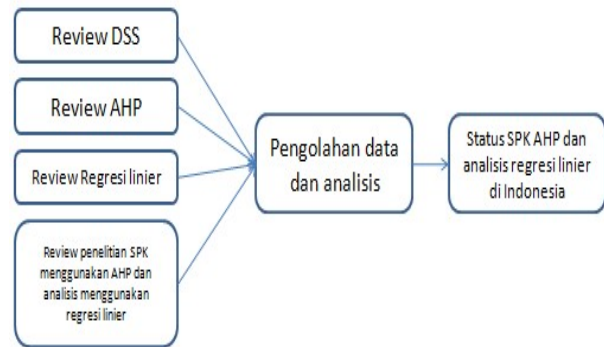 Review DSS
Review AHP
Review Regresi linier
Review penelitian SPK
menggunakan AHP dan
analisis menggunakan
regresi linier
Pengolahan data
dan analisis
Status SPK AHP dan
analisis regresi linier
di Indonesia